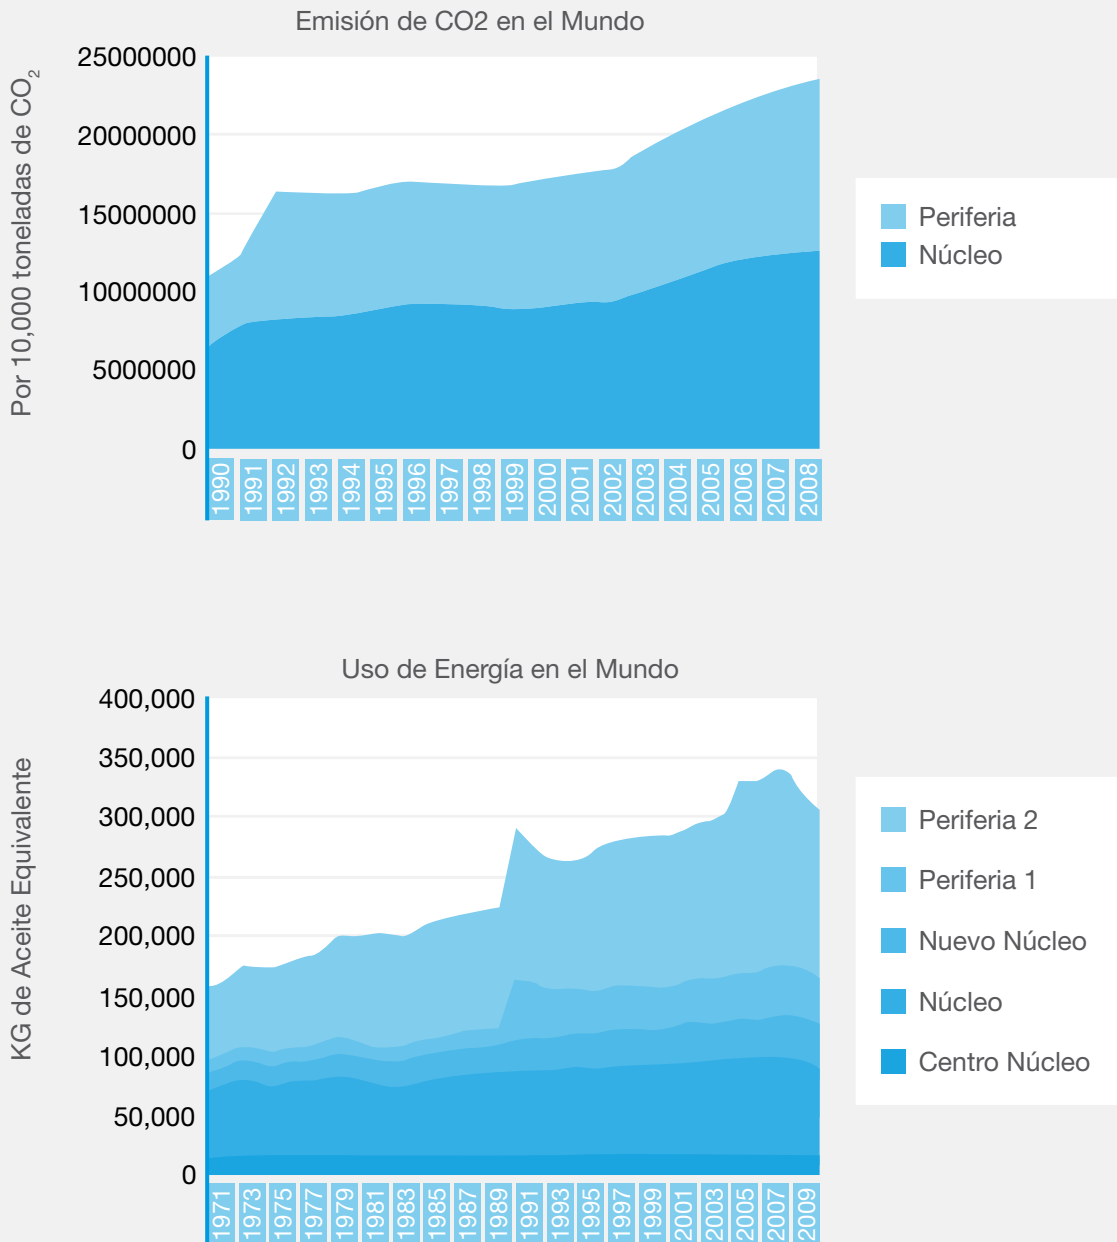 Emisión de CO2 en el Mundo
Por 10,000 toneladas de CO₂
25000000
20000000
15000000
10000000
5000000
0
1990 1991 1992 1993 1994 1995 1996 1997 1998 1999 2000 2001 2002 2003 2004 2005 2006 2007 2008
Periferia
Núcleo
Uso de Energía en el Mundo
KG de Aceite Equivalente
400,000
350,000
300,000
250,000
200,000
150,000
100,000
50,000
0
1971 1973 1975 1977 1979 1981 1983 1985 1987 1989 1991 1993 1995 1997 1999 2001 2003 2005 2007 2009
Periferia 2
Periferia 1
Nuevo Núcleo
Núcleo
Centro Núcleo